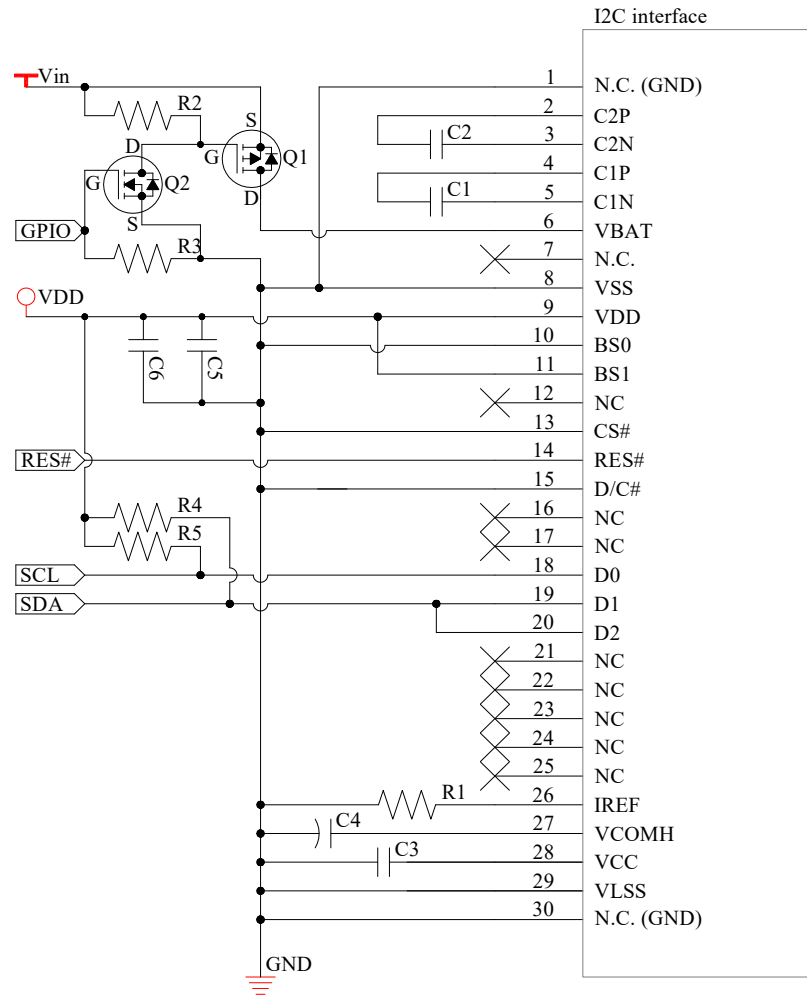 I2C interface
Vin
1 N.C. (GND)
R2
2 C2P
S
D
C2
3 C2N
G
Q1
G
Q2
4 C1P
D
C1
5 C1N
S
GPIO
6 VBAT
R3
7 N.C.
8 VSS
VDD
9 VDD
10 BS0
C6
C5
11 BS1
12 NC
13 CS#
RES#
14 RES#
15 D/C#
R4
16 NC
R5
17 NC
SCL
18 D0
SDA
19 D1
20 D2
21 NC
22 NC
23 NC
24 NC
25 NC
R1
26 IREF
C4
27 VCOMH
C3
28 VCC
29 VLSS
30 N.C. (GND)
GND